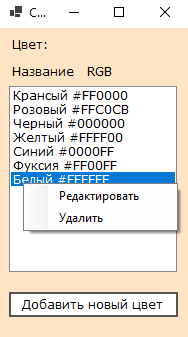 С...
Цвет:
Название RGB
Крансый #FF0000
Розовый #FFC0CB
Черный #000000
Желтый #FFFF00
Синий #0000FF
Фуксия #FF00FF
Белый #FFFFFF
Редактировать
Удалить
Добавить новый цвет